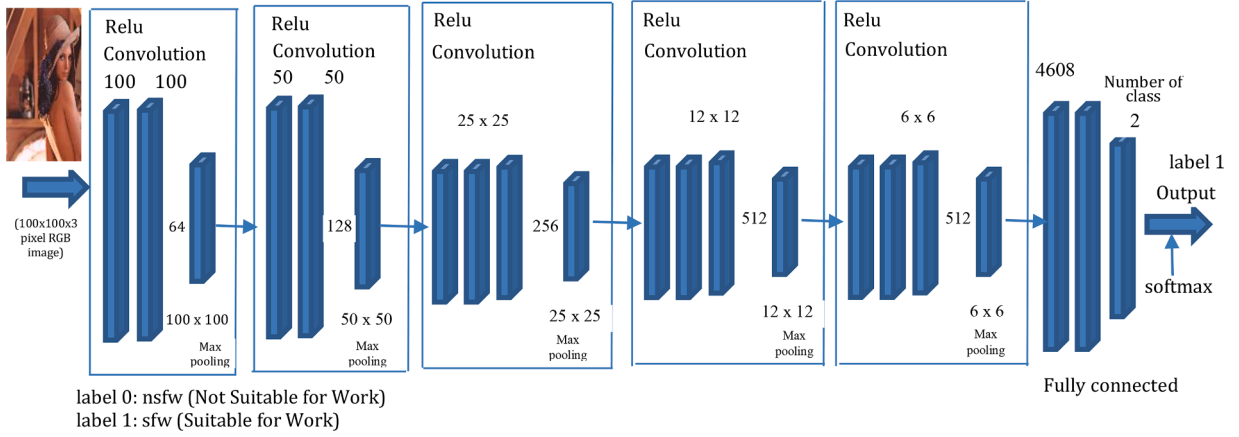 Relu
Convolution
100 100
64
100 x 100
Max
pooling
(100x100x3
pixel RGB
image)
Relu
Convolution
50 50
128
50 x 50
Max
pooling
Relu
Convolution
25 x 25
256
25 x 25
Max
pooling
Relu
Convolution
12 x 12
512
12 x 12
Max
pooling
Relu
Convolution
6 x 6
512
6 x 6
Max
pooling
4608
Number of
class
2
Fully connected
label 1
Output
softmax
label 0: nsfw (Not Suitable for Work)
label 1: sfw (Suitable for Work)